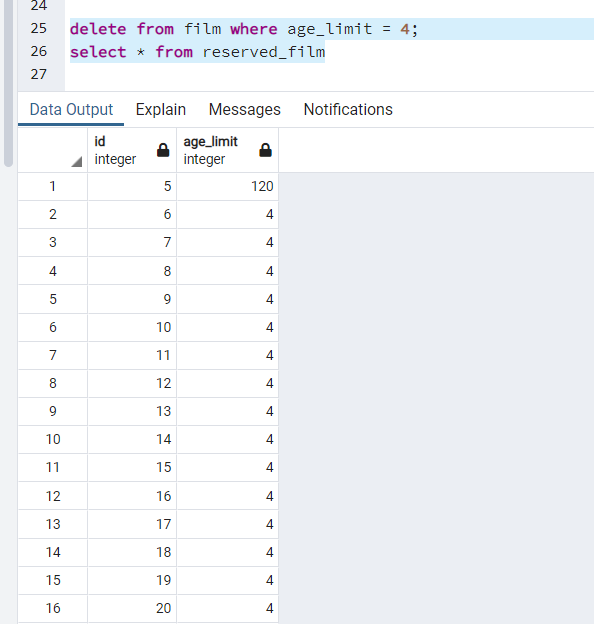 24
25 delete from film where age_limit = 4;
26 select * from reserved_film
27
Data Output Explain Messages Notifications
id age_limit
integer integer
1 5 120
2 6 4
3 7 4
4 8 4
5 9 4
6 10 4
7 11 4
8 12 4
9 13 4
10 14 4
11 15 4
12 16 4
13 17 4
14 18 4
15 19 4
16 20 4